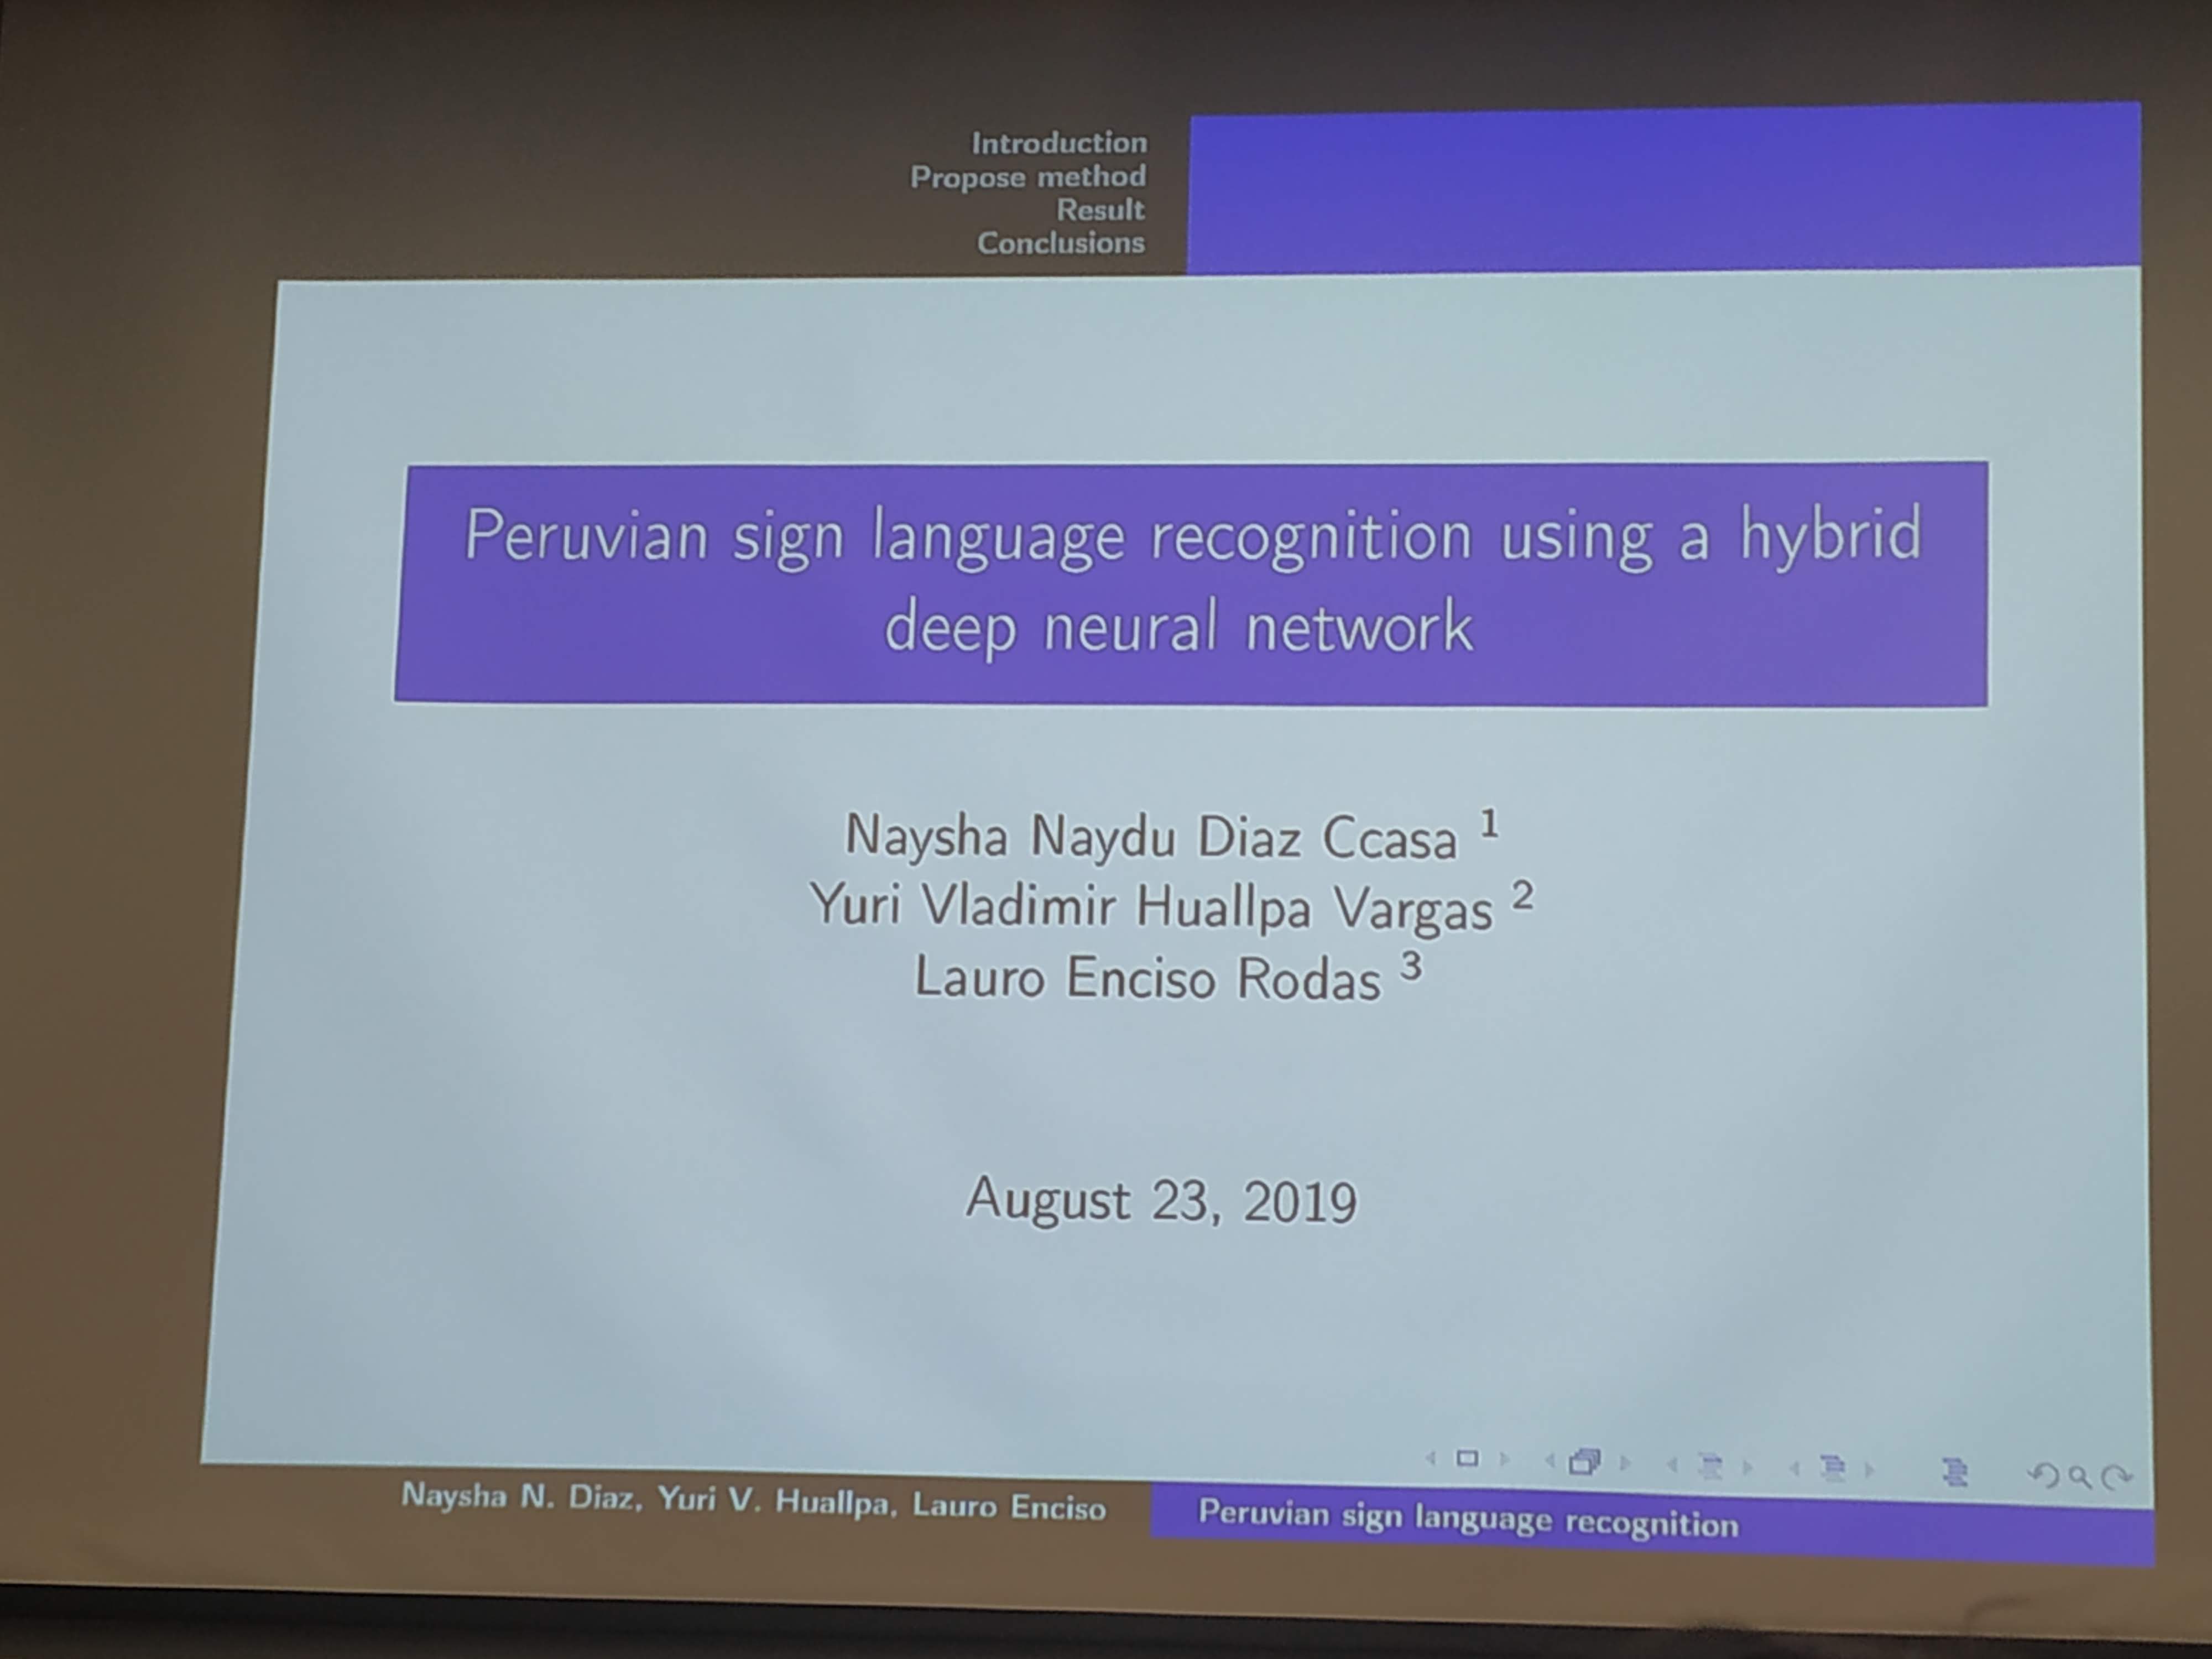 Introduction
Propose method
Result
Conclusions
Peruvian sign language recognition using a hybrid
deep neural network
Naysha Naydu Diaz Ccasa 1
Yuri Vladimir Huallpa Vargas 2
Lauro Enciso Rodas 3
August 23, 2019
Naysha N. Diaz, Yuri V. Huallpa, Lauro Enciso
Peruvian sign language recognition